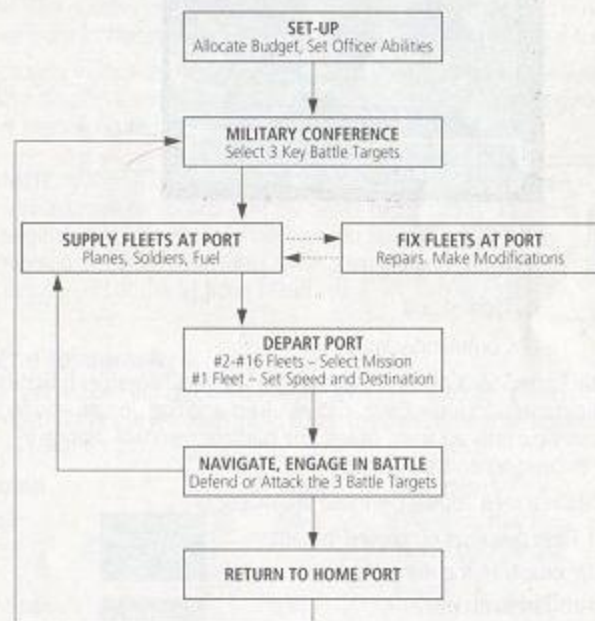 SET-UP
Allocate Budget, Set Officer Abilities
MILITARY CONFERENCE
Select 3 Key Battle Targets
SUPPLY FLEETS AT PORT
Planes, Soldiers, Fuel
FIX FLEETS AT PORT
Repairs. Make Modifications
DEPART PORT
#2-#16 Fleets – Select Mission
#1 Fleet – Set Speed and Destination
NAVIGATE, ENGAGE IN BATTLE
Defend or Attack the 3 Battle Targets
RETURN TO HOME PORT